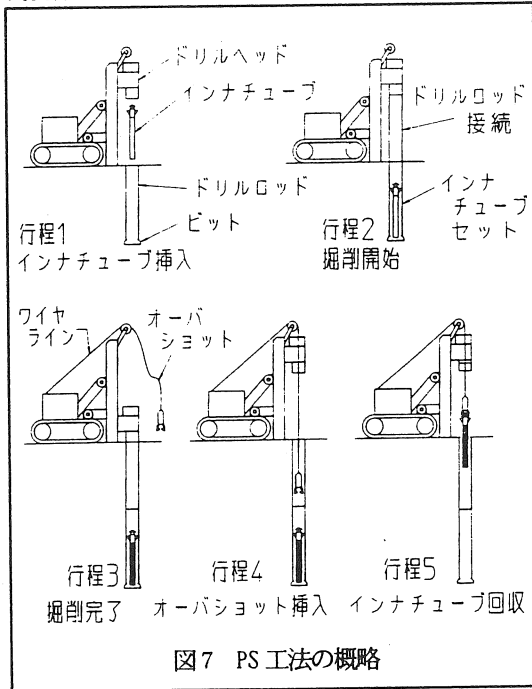 ドリルヘッド
インナチューブ
ドリルロッド
ビット
行程1
インナチューブ挿入
ドリルロッド
接続
インナ
チューブ
セット
行程2
掘削開始
ワイヤ
ライン
オーバ
ショット
行程3
掘削完了
行程4
オーバショット挿入
行程5
インナチューブ回収
図7 PS工法の概略